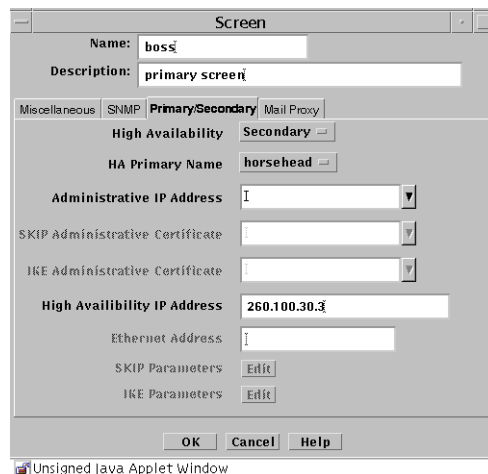 Screen
Name: boss
Description: primary screen
Miscellaneous SNMP Primary/Secondary Mail Proxy
High Availability Secondary
HA Primary Name horsehead
Administrative IP Address
SKIP Administrative Certificate
IKE Administrative Certificate
High Availibility IP Address 260.100.30.3
Ethernet Address
SKIP Parameters Edit
IKE Parameters Edit
OK Cancel Help
Unsigned Java Applet Window